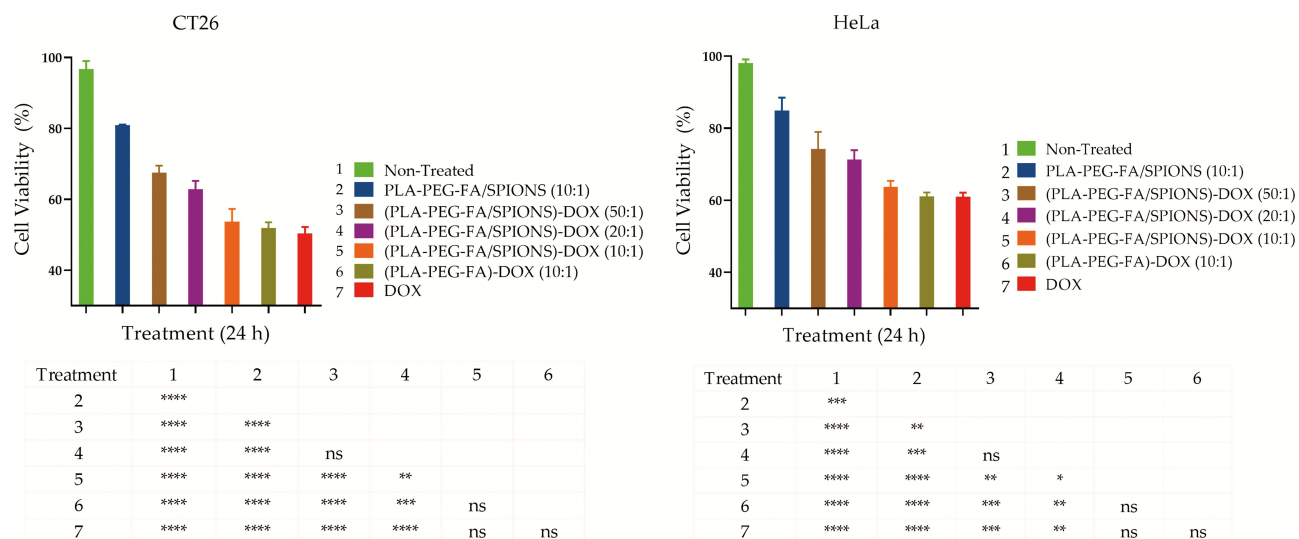 CT26
Cell Viability (%)
100
80
60
40
Treatment (24 h)
1 Non-Treated
2 PLA-PEG-FA/SPIONS (10:1)
3 (PLA-PEG-FA/SPIONS)-DOX (50:1)
4 (PLA-PEG-FA/SPIONS)-DOX (20:1)
5 (PLA-PEG-FA/SPIONS)-DOX (10:1)
6 (PLA-PEG-FA)-DOX (10:1)
7 DOX
Treatment 1 2 3 4 5 6
2 ****
3 **** ****
4 **** **** ns
5 **** **** **** **
6 **** **** **** *** ns
7 **** **** **** **** ns ns
HeLa
Cell Viability (%)
100
80
60
40
Treatment (24 h)
1 Non-Treated
2 PLA-PEG-FA/SPIONS (10:1)
3 (PLA-PEG-FA/SPIONS)-DOX (50:1)
4 (PLA-PEG-FA/SPIONS)-DOX (20:1)
5 (PLA-PEG-FA/SPIONS)-DOX (10:1)
6 (PLA-PEG-FA)-DOX (10:1)
7 DOX
Treatment 1 2 3 4 5 6
2 ***
3 **** **
4 **** *** ns
5 **** **** ** *
6 **** **** *** ** ns
7 **** **** *** ** ns ns